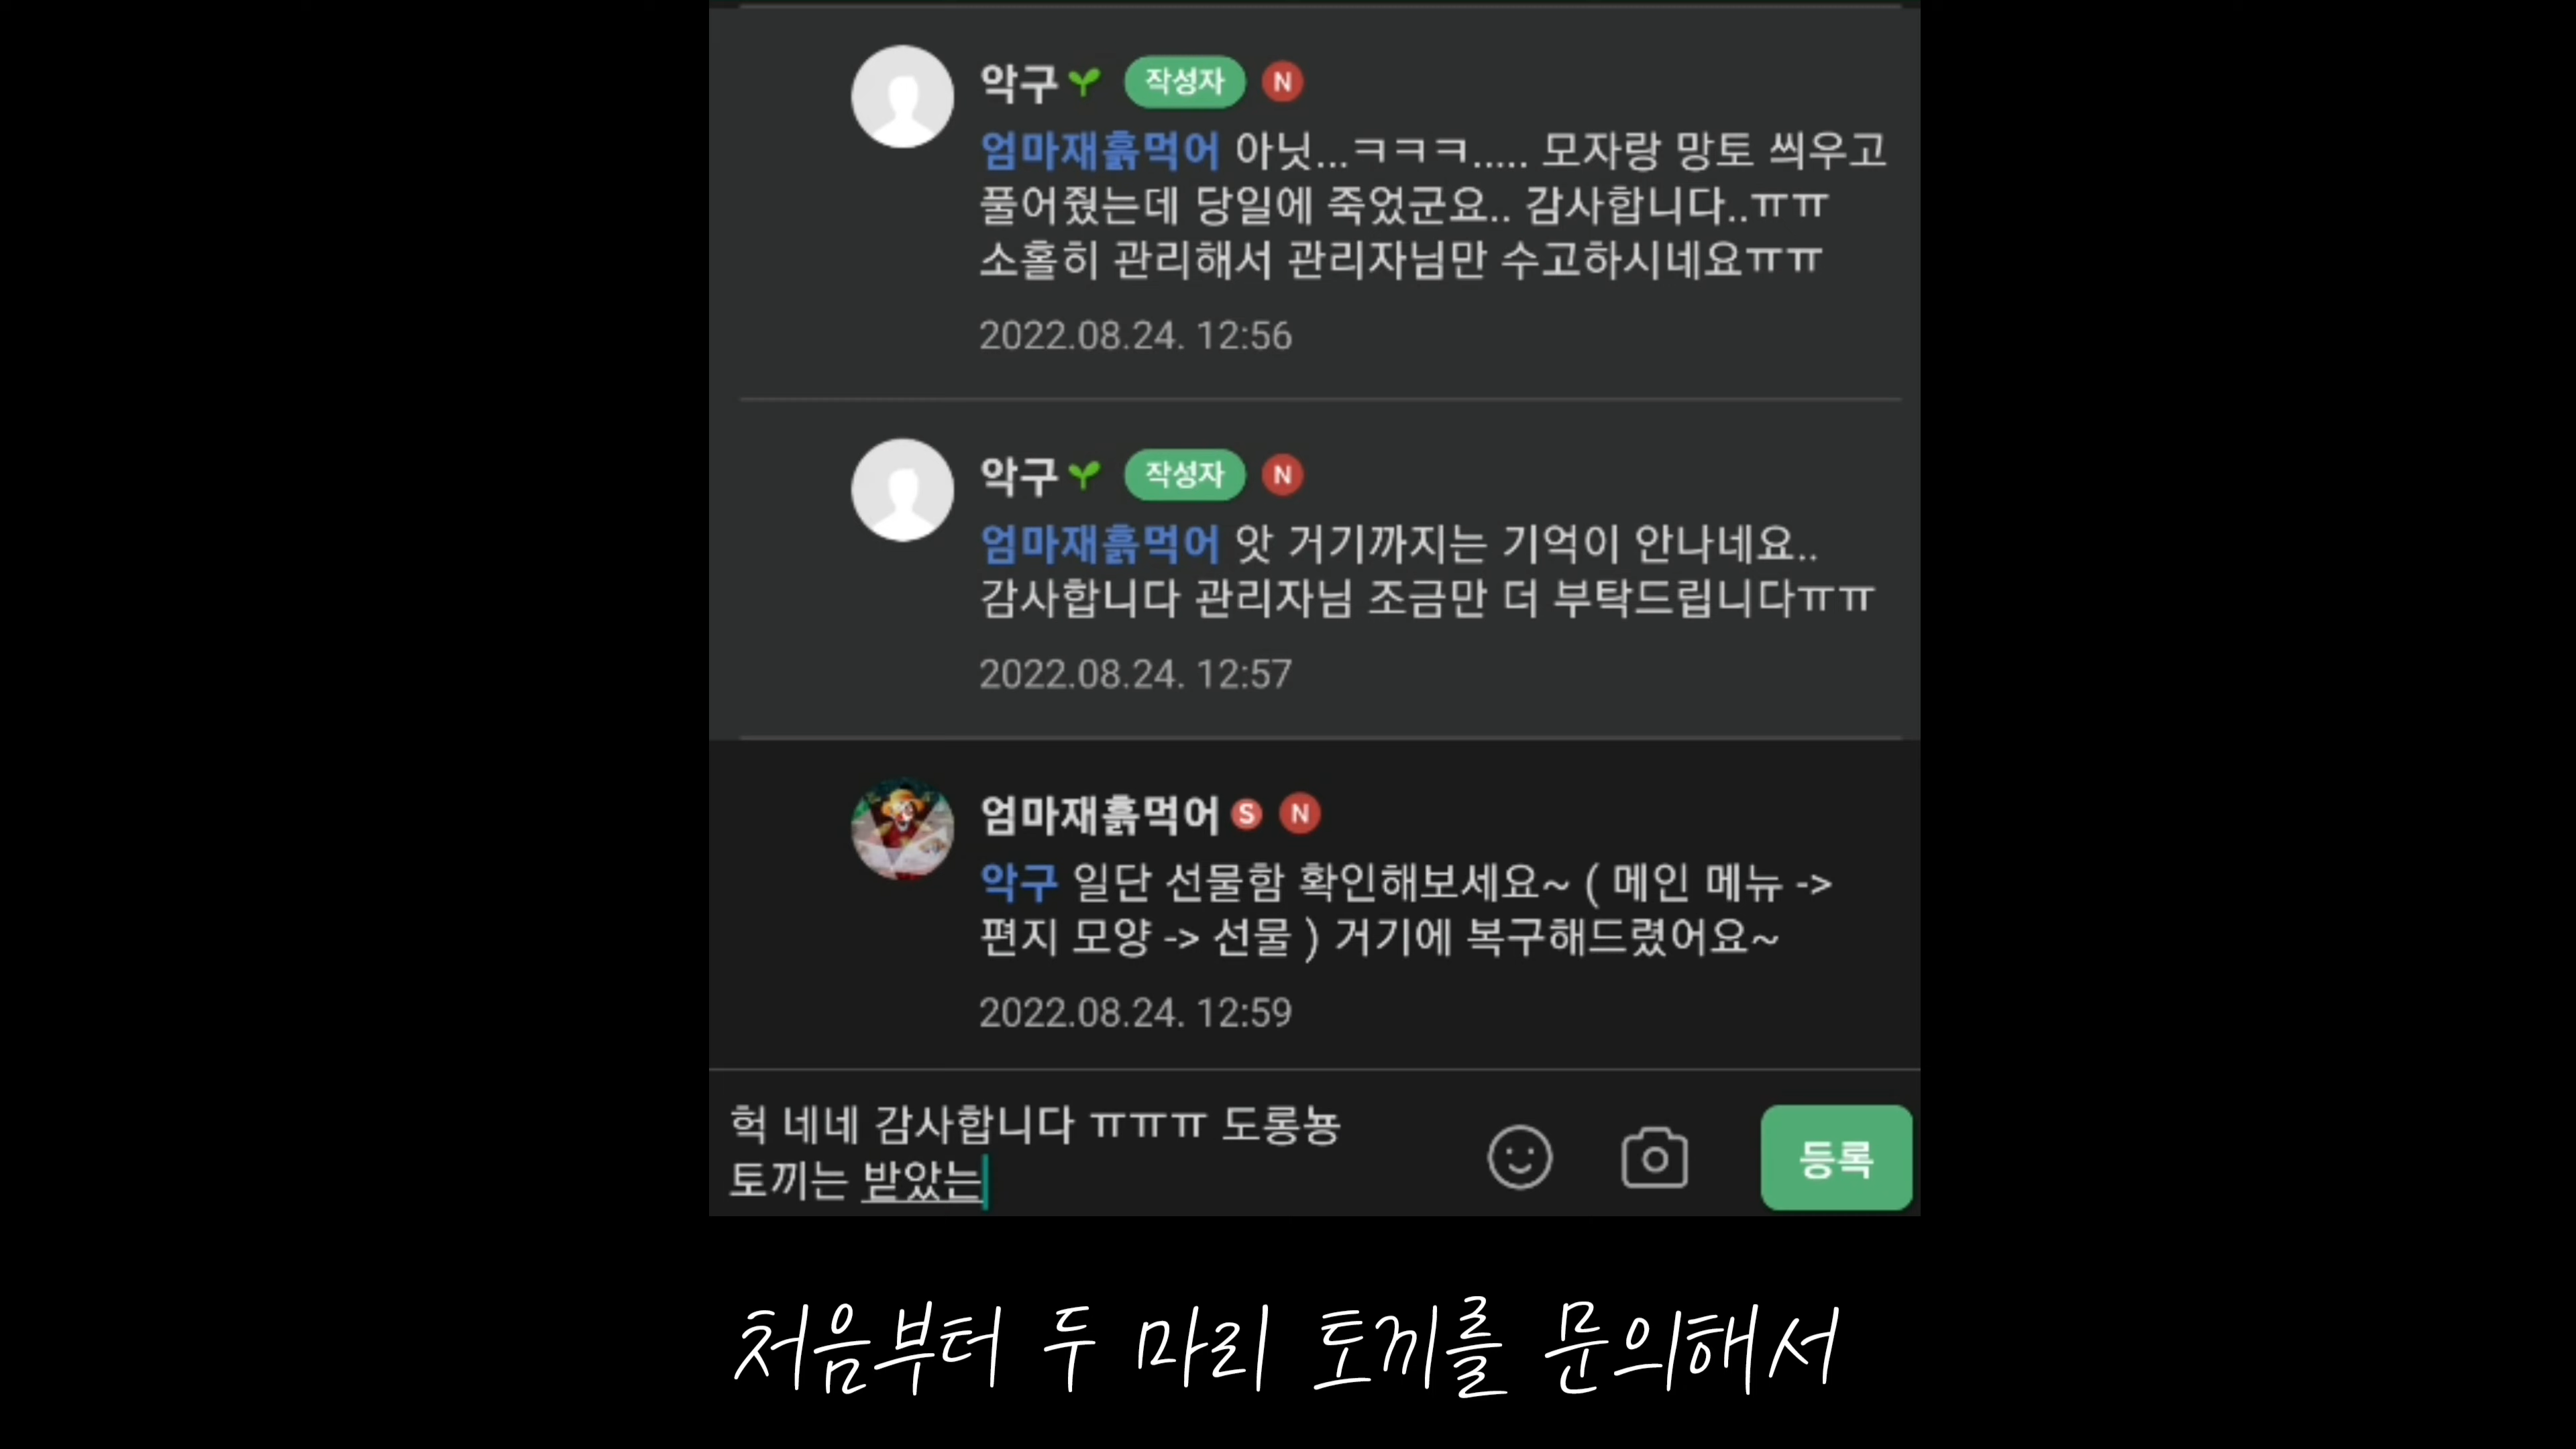 악구 작성자 N
엄마재흙먹어 아닛...ㅋㅋㅋ..... 모자랑 망토 씌우고
풀어줬는데 당일에 죽었군요.. 감사합니다..ㅠㅠ
소홀히 관리해서 관리자님만 수고하시네요ㅠㅠ
2022.08.24. 12:56
악구 작성자 N
엄마재흙먹어 앗 거기까지는 기억이 안나네요..
감사합니다 관리자님 조금만 더 부탁드립니다ㅠㅠ
2022.08.24. 12:57
엄마재흙먹어 S N
악구 일단 선물함 확인해보세요~ ( 메인 메뉴 ->
편지 모양 -> 선물 ) 거기에 복구해드렸어요~
2022.08.24. 12:59
헉 네네 감사합니다 ㅠㅠㅠ 도롱뇽
토끼는 받았는
등록
처음부터 두 마리 토끼를 문의해서